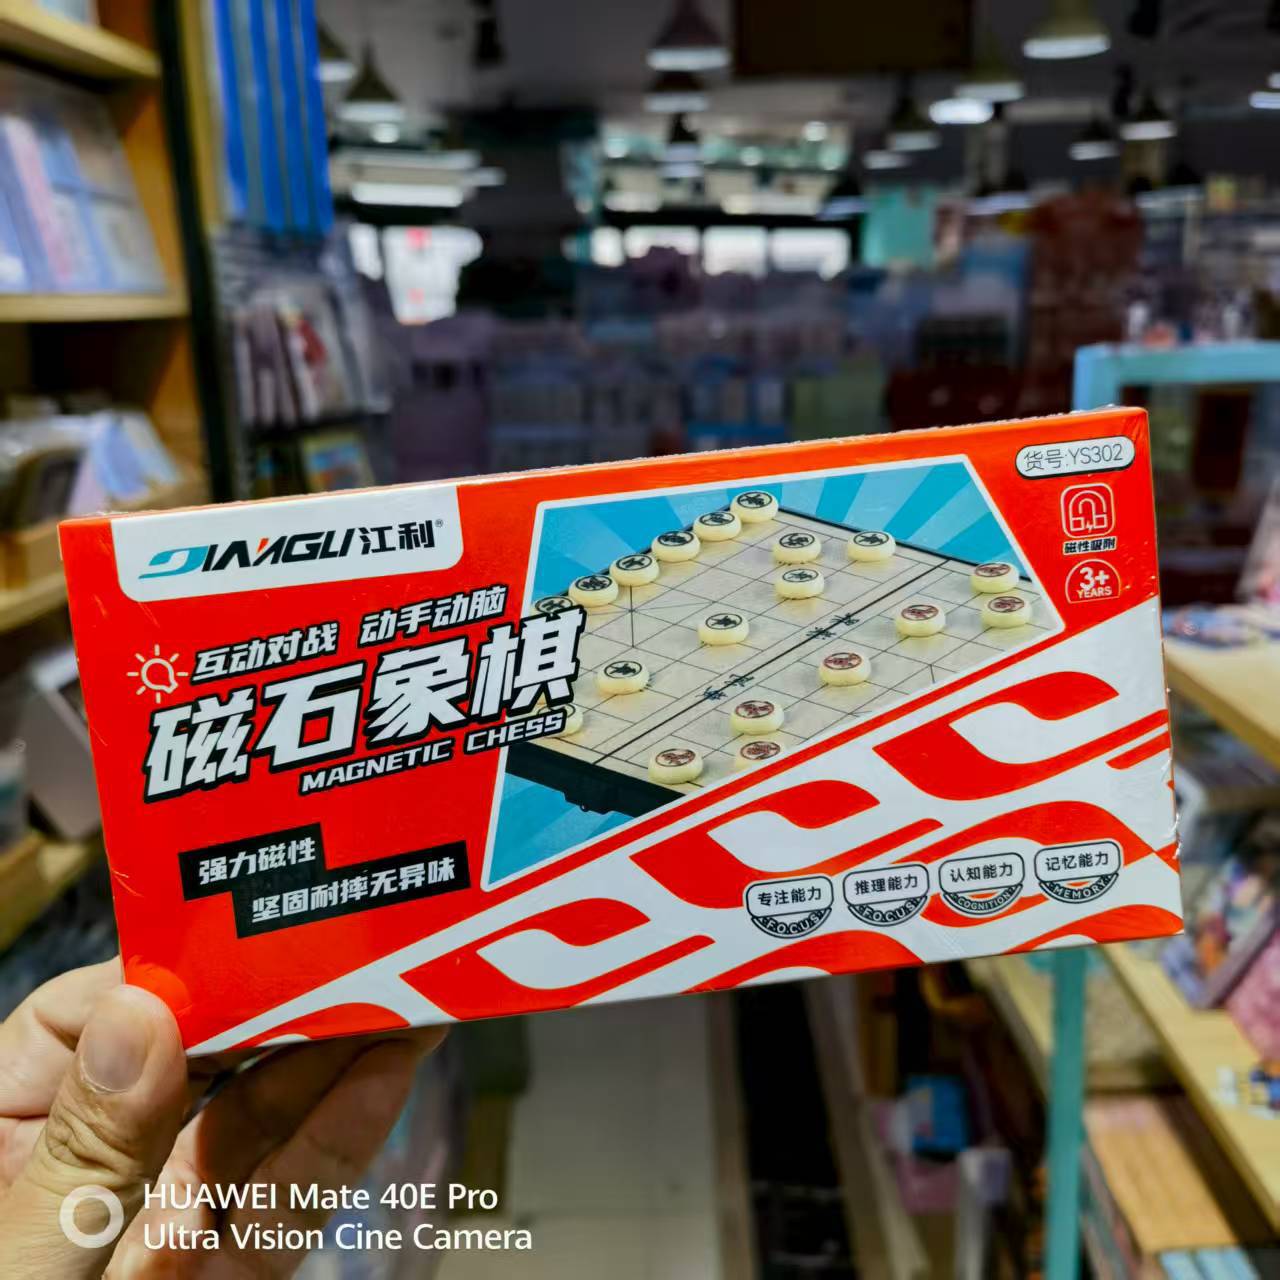 货号:YS302
JIANGLI江利®
磁性吸附
3+
YEARS
互动对战 动手动脑
磁石象棋
MAGNETIC CHESS
强力磁性
坚固耐摔无异味
专注能力
FOCUS
推理能力
FOCUS
认知能力
COGNITION
记忆能力
MEMORY
HUAWEI Mate 40E Pro
Ultra Vision Cine Camera